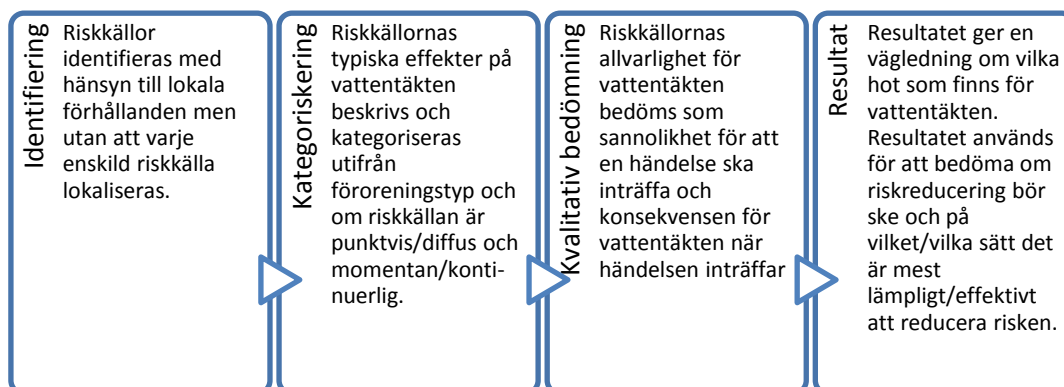 Identifiering
Riskkällor
identifieras med
hänsyn till lokala
förhållanden men
utan att varje
enskild riskkälla
lokaliseras.
Kategoriskering
Riskkällornas
typiska effekter på
vattentäkten
beskrivs och
kategoriseras
utifrån
föroreningstyp och
om riskkällan är
punktvis/diffus och
momentan/konti-
nuerlig.
Kvalitativ bedömning
Riskkällornas
allvarlighet för
vattentäkten
bedöms som
sannolikhet för att
en händelse ska
inträffa och
konsekvensen för
vattentäkten när
händelsen inträffar
Resultat
Resultatet ger en
vägledning om vilka
hot som finns för
vattentäkten.
Resultatet används
för att bedöma om
riskreducering bör
ske och på
vilket/vilka sätt det
är mest
lämpligt/effektivt
att reducera risken.